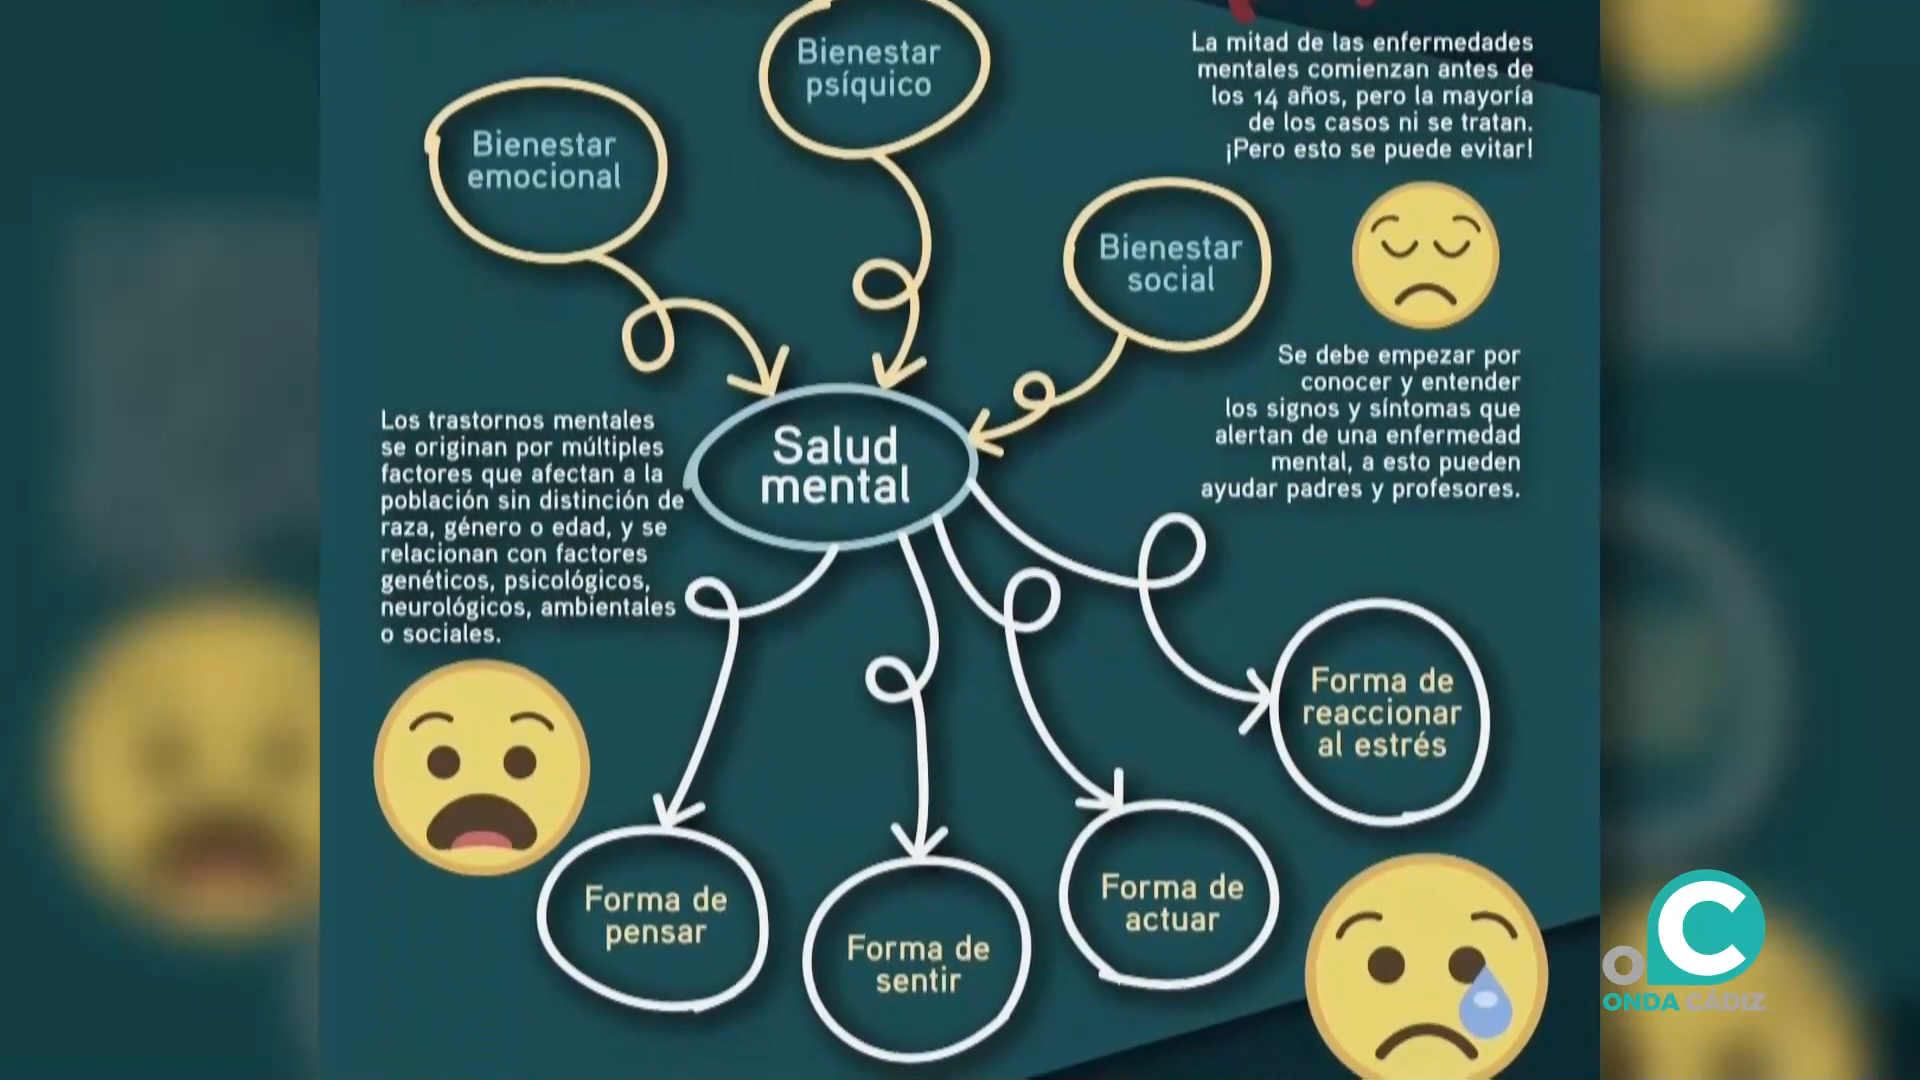 Bienestar
psíquico
La mitad de las enfermedades
mentales comienzan antes de
los 14 años, pero la mayoría
de los casos ni se tratan.
¡Pero esto se puede evitar!
Bienestar
emocional
Bienestar
social
Se debe empezar por
conocer y entender
los signos y síntomas que
alertan de una enfermedad
mental, a esto pueden
ayudar padres y profesores.
Los trastornos mentales
se originan por múltiples
factores que afectan a la
población sin distinción de
raza, género o edad, y se
relacionan con factores
genéticos, psicológicos,
neurológicos, ambientales
o sociales.
Salud
mental
Forma de
reaccionar
al estrés
Forma de
pensar
Forma de
sentir
Forma de
actuar
O C
ONDA CÁDIZ